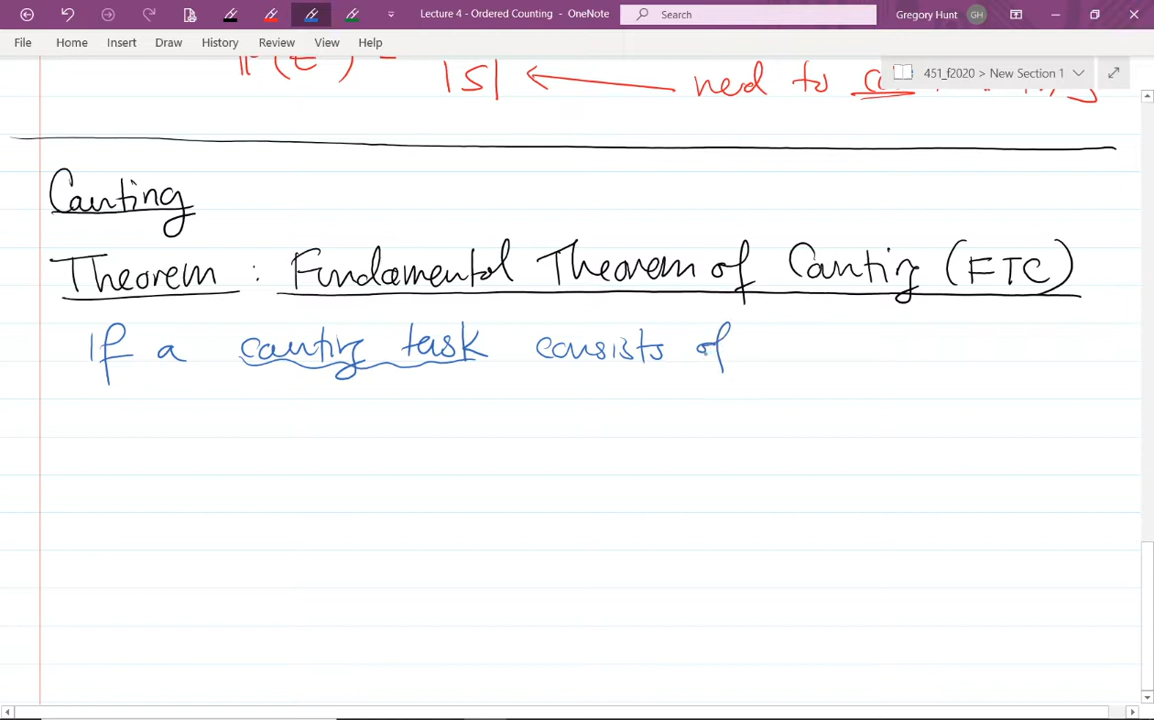 Lecture 4 - Ordered Counting - OneNote
Search
Gregory Hunt GH
File Home Insert Draw History Review View Help
451_f2020 > New Section 1
|S| ← need to
Counting
Theorem : Fundamental Theorem of Counting (FTC)
If a counting task consists of